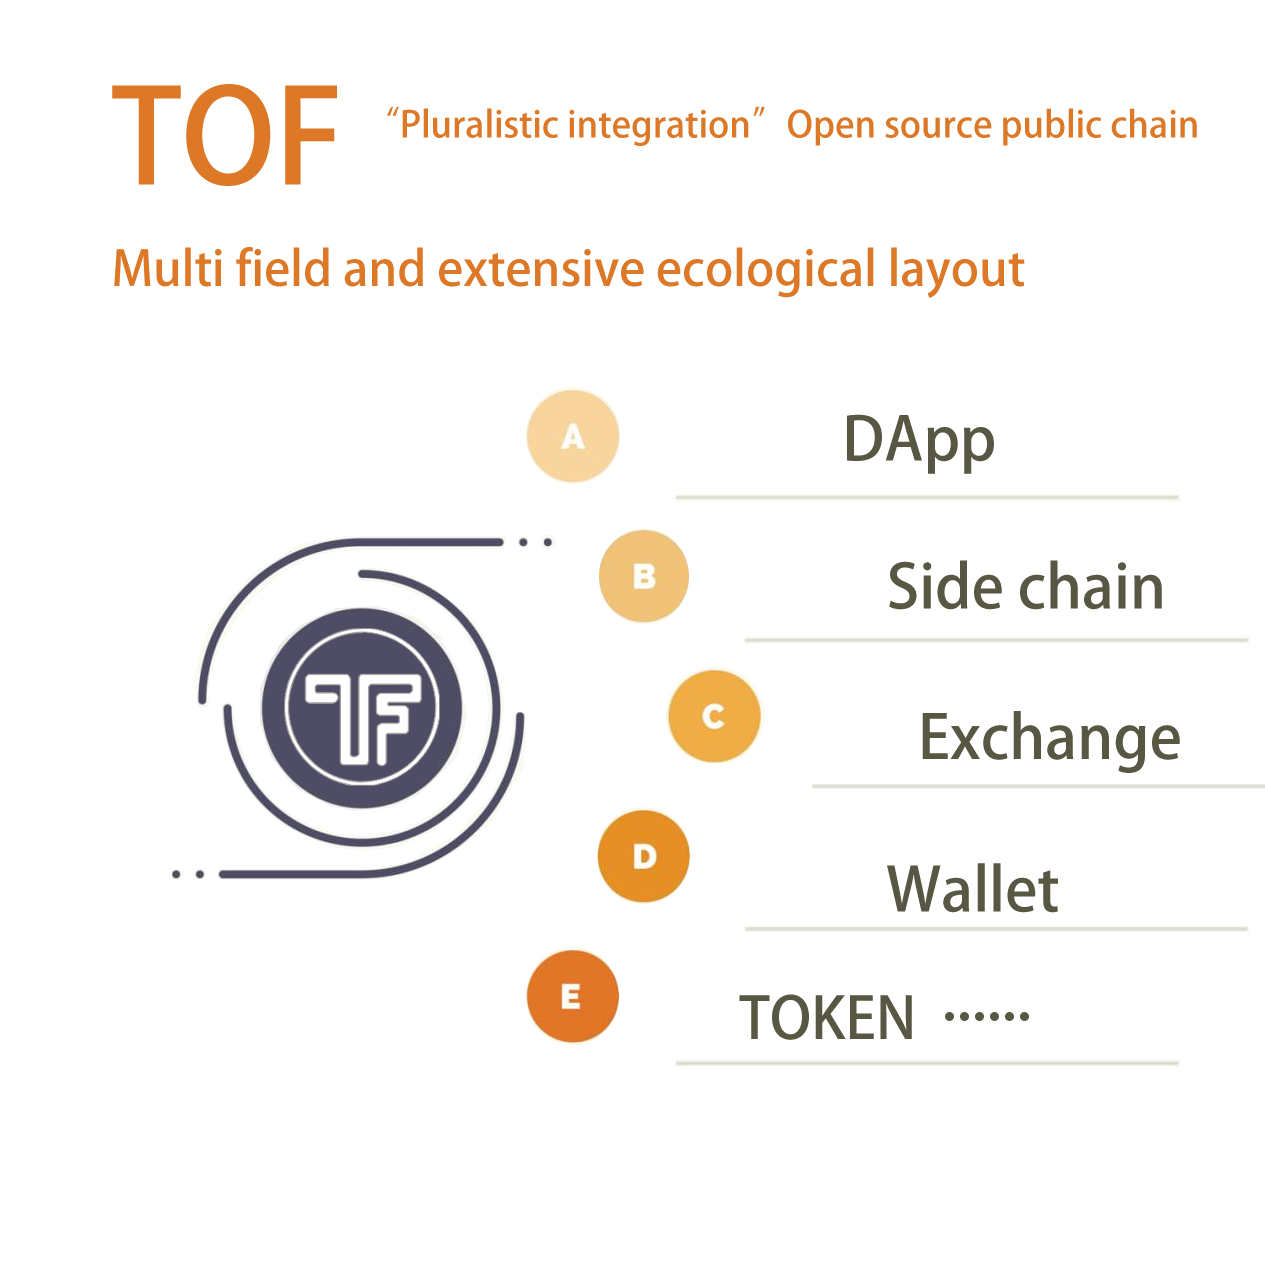 TOF
“Pluralistic integration” Open source public chain
Multi field and extensive ecological layout
A
DApp
B
Side chain
TF
C
Exchange
D
Wallet
E
TOKEN ······